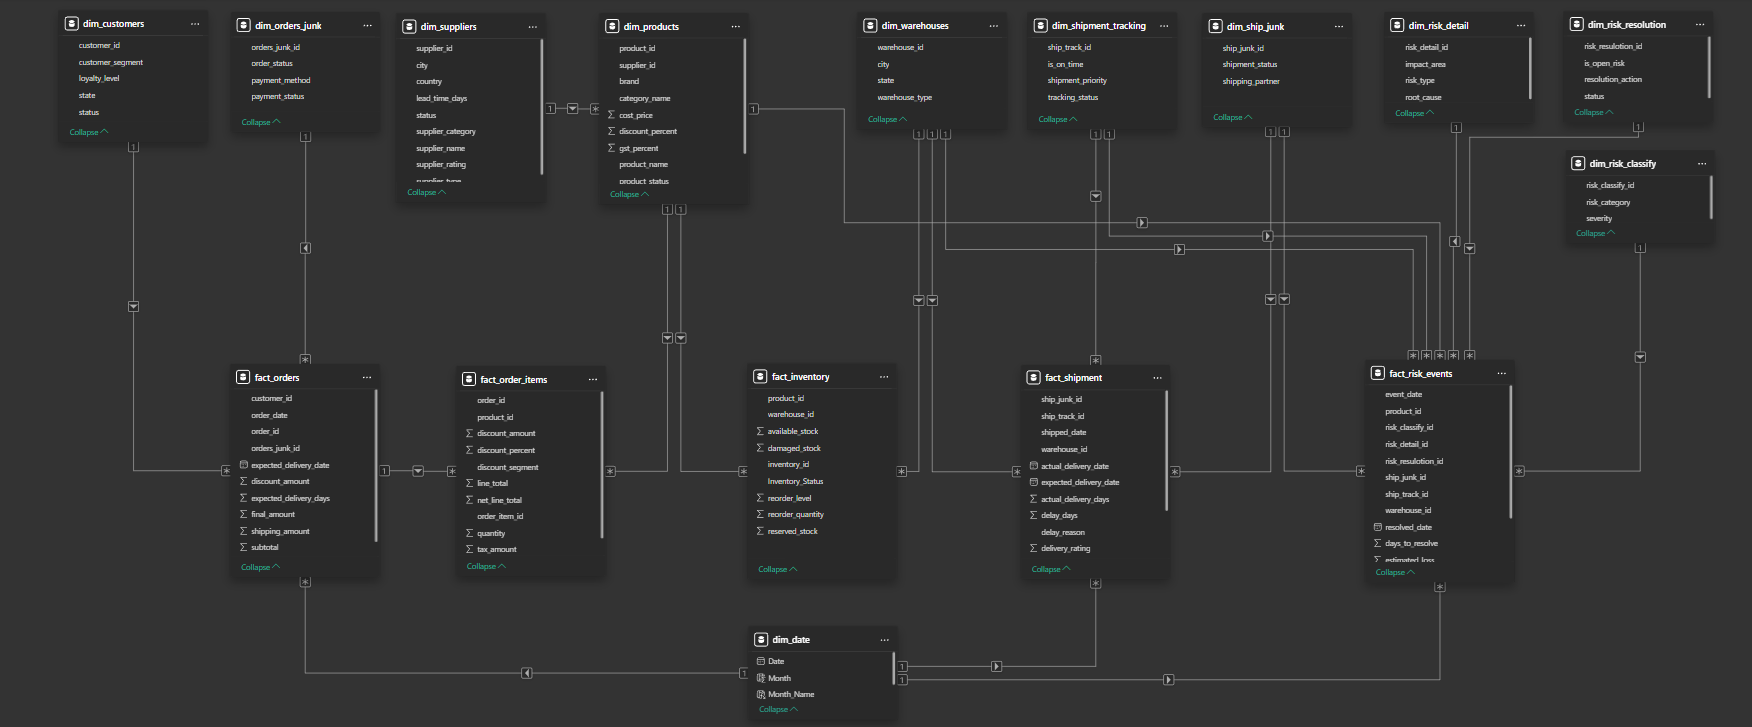 dim_customers
customer_id
customer_segment
loyalty_level
state
status
Collapse
dim_orders_junk
orders_junk_id
order_status
payment_method
payment_status
Collapse
dim_suppliers
supplier_id
city
country
lead_time_days
status
supplier_category
supplier_name
supplier_rating
supplier_type
Collapse
dim_products
product_id
supplier_id
brand
category_name
cost_price
discount_percent
gst_percent
product_name
product_status
Collapse
dim_warehouses
warehouse_id
city
state
warehouse_type
Collapse
dim_shipment_tracking
ship_track_id
is_on_time
shipment_priority
tracking_status
Collapse
dim_ship_junk
ship_junk_id
shipment_status
shipping_partner
Collapse
dim_risk_detail
risk_detail_id
impact_area
risk_type
root_cause
Collapse
dim_risk_resolution
risk_resulotion_id
is_open_risk
resolution_action
status
Collapse
dim_risk_classify
risk_classify_id
risk_category
severity
Collapse
fact_orders
customer_id
order_date
order_id
orders_junk_id
expected_delivery_date
discount_amount
expected_delivery_days
final_amount
shipping_amount
subtotal
Collapse
fact_order_items
order_id
product_id
discount_amount
discount_percent
discount_segment
line_total
net_line_total
order_item_id
quantity
tax_amount
Collapse
fact_inventory
product_id
warehouse_id
available_stock
damaged_stock
inventory_id
Inventory_Status
reorder_level
reorder_quantity
reserved_stock
Collapse
fact_shipment
ship_junk_id
ship_track_id
shipped_date
warehouse_id
actual_delivery_date
expected_delivery_date
actual_delivery_days
delay_days
delay_reason
delivery_rating
Collapse
fact_risk_events
event_date
product_id
risk_classify_id
risk_detail_id
risk_resulotion_id
ship_junk_id
ship_track_id
warehouse_id
resolved_date
days_to_resolve
estimated_loss
Collapse
dim_date
Date
Month
Month_Name
Collapse